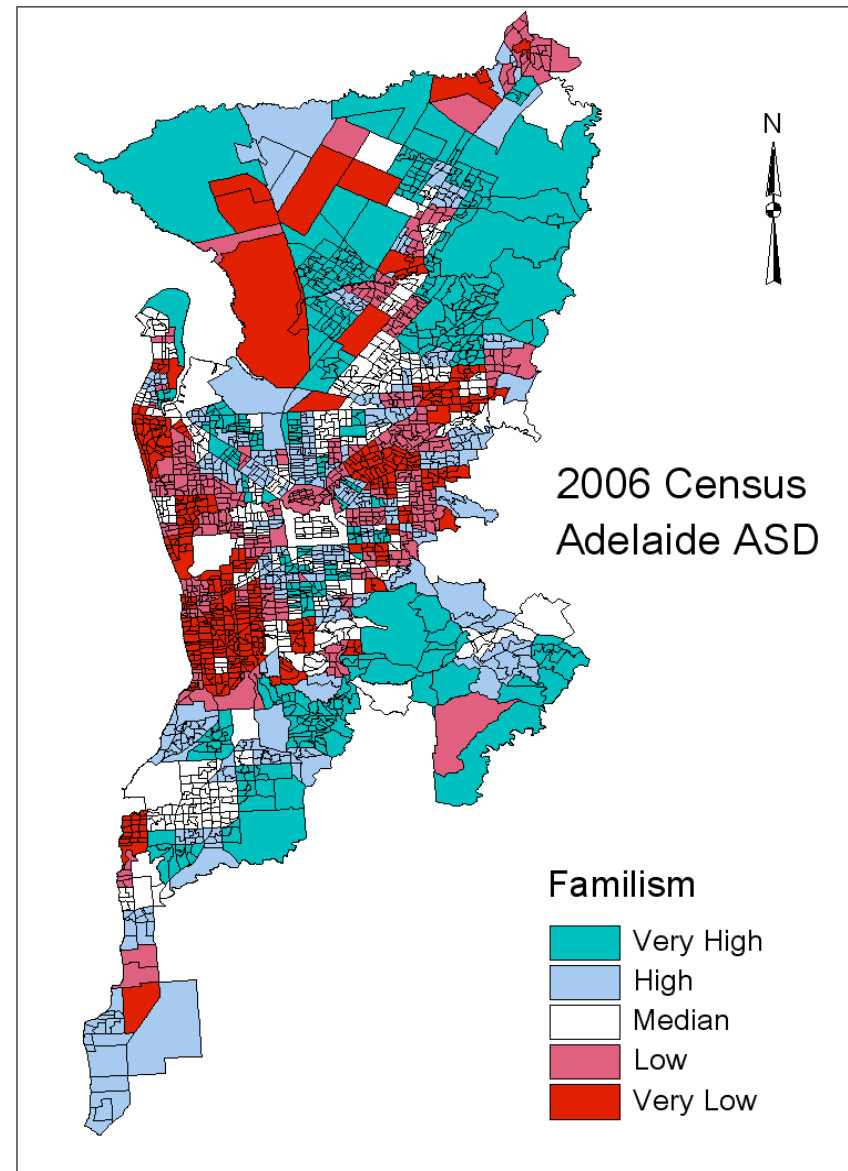 N
2006 Census
Adelaide ASD
Familism
Very High
High
Median
Low
Very Low